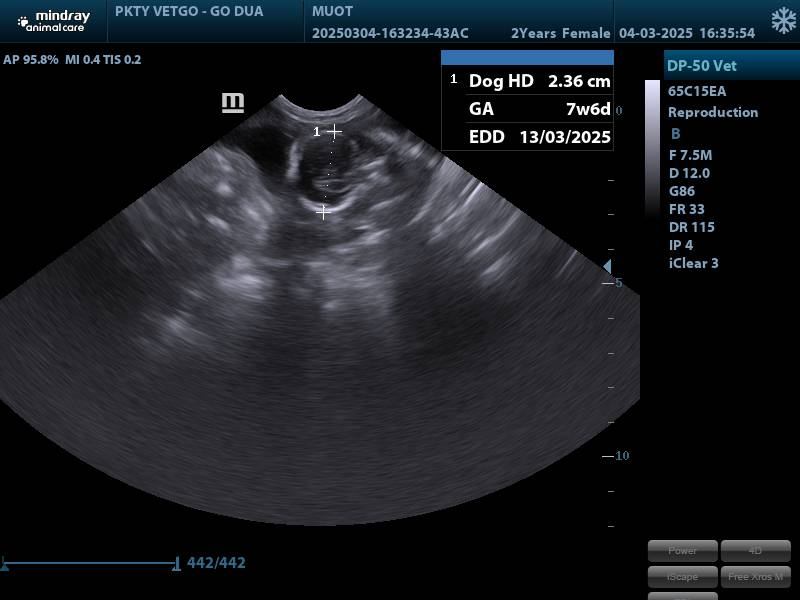 mindray
animal care
PKTY VETGO - GO DUA
MUOT
20250304-163234-43AC
2Years Female
04-03-2025 16:35:54
AP 95.8% MI 0.4 TIS 0.2
m
1 Dog HD 2.36 cm
GA 7w6d
EDD 13/03/2025
1
0
5
10
DP-50 Vet
65C15EA
Reproduction
B
F 7.5M
D 12.0
G86
FR 33
DR 115
IP 4
iClear 3
442/442
Power
4D
iScape
Free Xros M